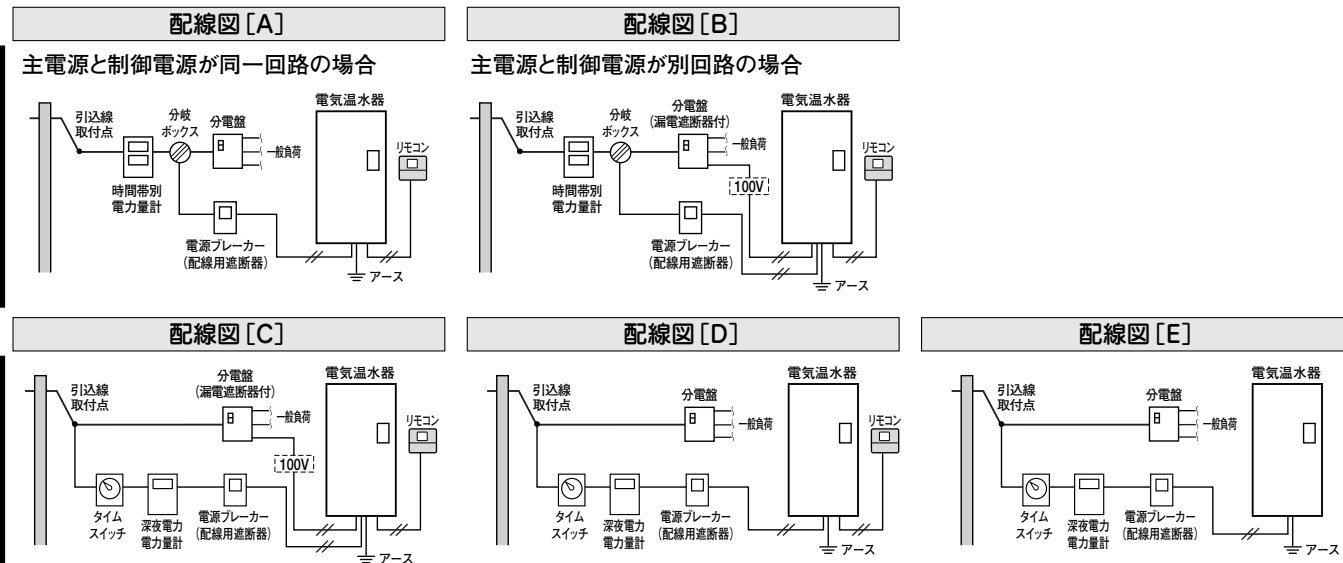 配線図[A]
主電源と制御電源が同一回路の場合
引込線
取付点
時間帯別
電力量計
分岐
ボックス
分電盤
一般負荷
電源ブレーカー
(配線用遮断器)
電気温水器
リモコン
アース
配線図[B]
主電源と制御電源が別回路の場合
引込線
取付点
時間帯別
電力量計
分岐
ボックス
分電盤
(漏電遮断器付)
一般負荷
100V
電源ブレーカー
(配線用遮断器)
電気温水器
リモコン
アース
配線図[C]
引込線
取付点
タイム
スイッチ
深夜電力
電力量計
電源ブレーカー
(配線用遮断器)
分電盤
(漏電遮断器付)
一般負荷
100V
電気温水器
リモコン
アース
配線図[D]
引込線
取付点
タイム
スイッチ
深夜電力
電力量計
電源ブレーカー
(配線用遮断器)
分電盤
一般負荷
電気温水器
リモコン
アース
配線図[E]
引込線
取付点
タイム
スイッチ
深夜電力
電力量計
電源ブレーカー
(配線用遮断器)
分電盤
一般負荷
電気温水器
アース